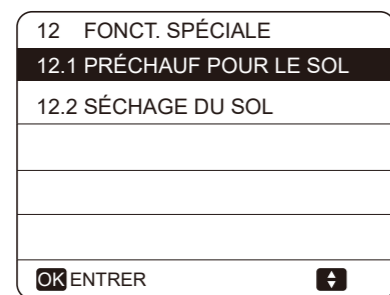 12 FONCT. SPÉCIALE
12.1 PRÉCHAUF POUR LE SOL
12.2 SÉCHAGE DU SOL
OK ENTRER